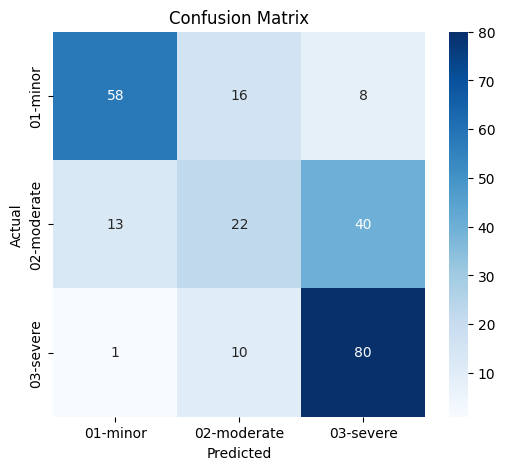 Confusion Matrix
Actual
01-minor
02-moderate
03-severe
58 16 8
13 22 40
1 10 80
01-minor 02-moderate 03-severe
Predicted
80
70
60
50
40
30
20
10